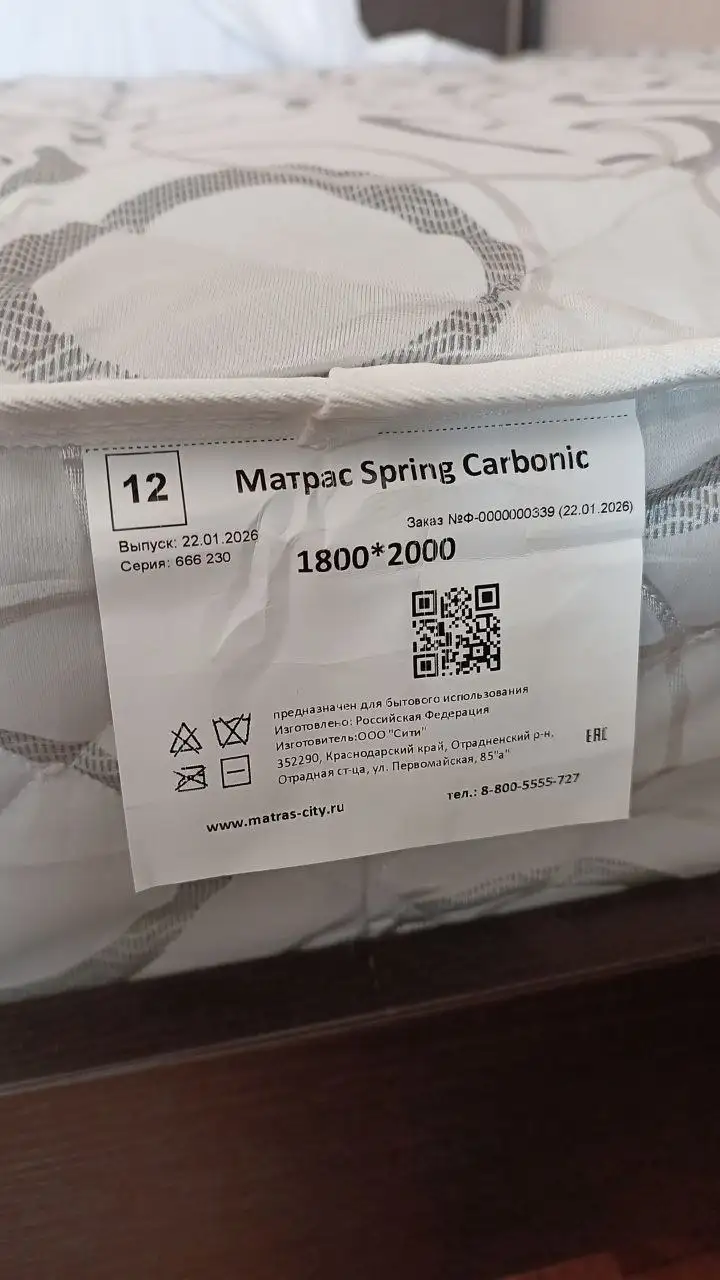 12
Матрас Spring Carbonic
Заказ №Ф-0000000339 (22.01.2026)
Выпуск: 22.01.2026
Серия: 666 230
1800*2000
предназначен для бытового использования
Изготовлено: Российская Федерация
Изготовитель:ООО "Сити"
352290, Краснодарский край, Отрадненский р-н,
Отрадная ст-ца, ул. Первомайская, 85"а"
EAC
www.matras-city.ru
тел.: 8-800-5555-727